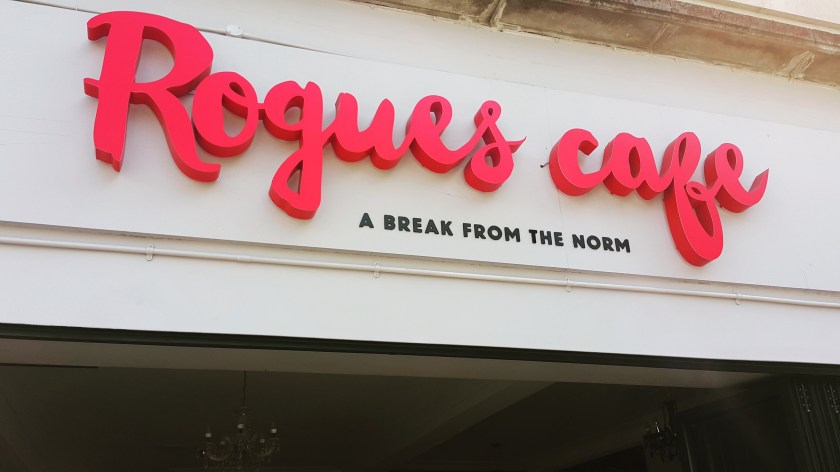 Rogues cafe
A BREAK FROM THE NORM